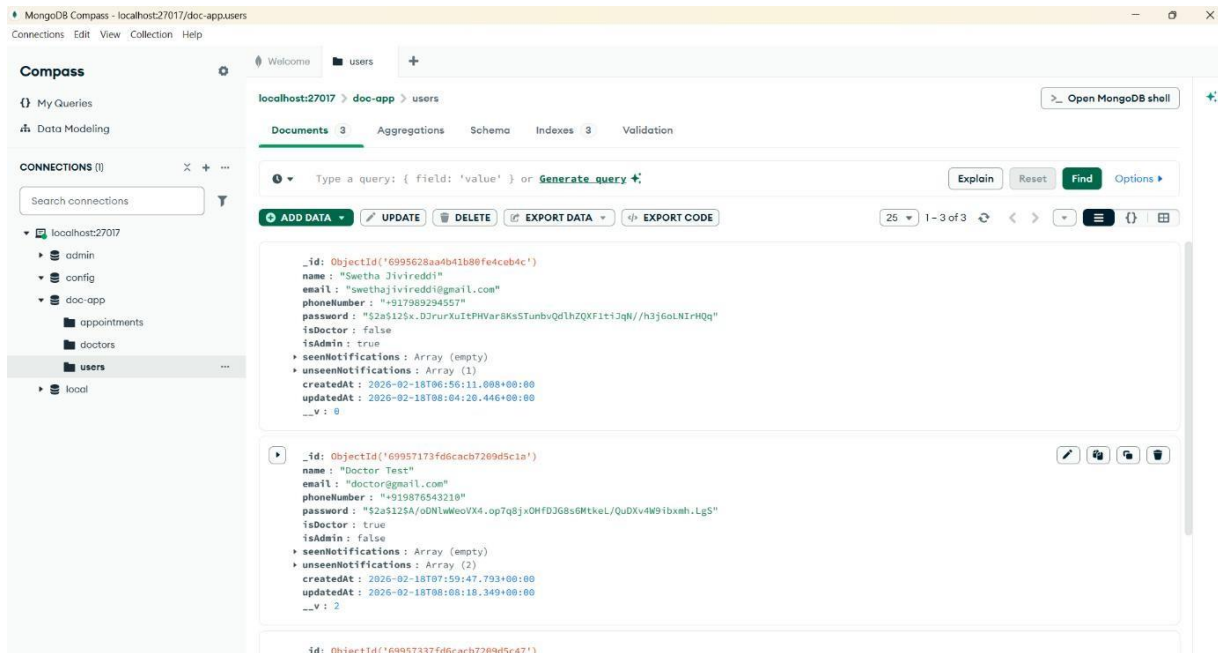 MongoDB Compass - localhost:27017/doc-app.users
Connections Edit View Collection Help
Compass
My Queries
Data Modeling
CONNECTIONS (1)
Search connections
localhost:27017
admin
config
doc-app
appointments
doctors
users
local
Welcome users
localhost:27017 > doc-app > users
>_ Open MongoDB shell
Documents 3 Aggregations Schema Indexes 3 Validation
Type a query: { field: 'value' } or Generate query
Explain Reset Find Options
ADD DATA UPDATE DELETE EXPORT DATA EXPORT CODE
25 1 – 3 of 3
_id: ObjectId('6995628aa4b41b80fe4ceb4c')
name : "Swetha Jivireddi"
email : "swethajivireddi@gmail.com"
phoneNumber : "+917989294557"
password : "$2a$12$x.DJrurXuItPHVar8KsSTunbvQdlhZQXF1tiJqN//h3j6oLNIrHQq"
isDoctor : false
isAdmin : true
seenNotifications : Array (empty)
unseenNotifications : Array (1)
createdAt : 2026-02-18T06:56:11.008+00:00
updatedAt : 2026-02-18T08:04:20.446+00:00
__v : 0
_id: ObjectId('69957173fd6cacb7209d5c1a')
name : "Doctor Test"
email : "doctor@gmail.com"
phoneNumber : "+919876543210"
password : "$2a$12$A/oDNlwWeoVX4.op7q8jxOHfDJG8s6MtkeL/QuDXv4W9ibxmh.LgS"
isDoctor : true
isAdmin : false
seenNotifications : Array (empty)
unseenNotifications : Array (2)
createdAt : 2026-02-18T07:59:47.793+00:00
updatedAt : 2026-02-18T08:08:18.349+00:00
__v : 2
_id: ObjectId('69957337fd6cacb7209d5c47')